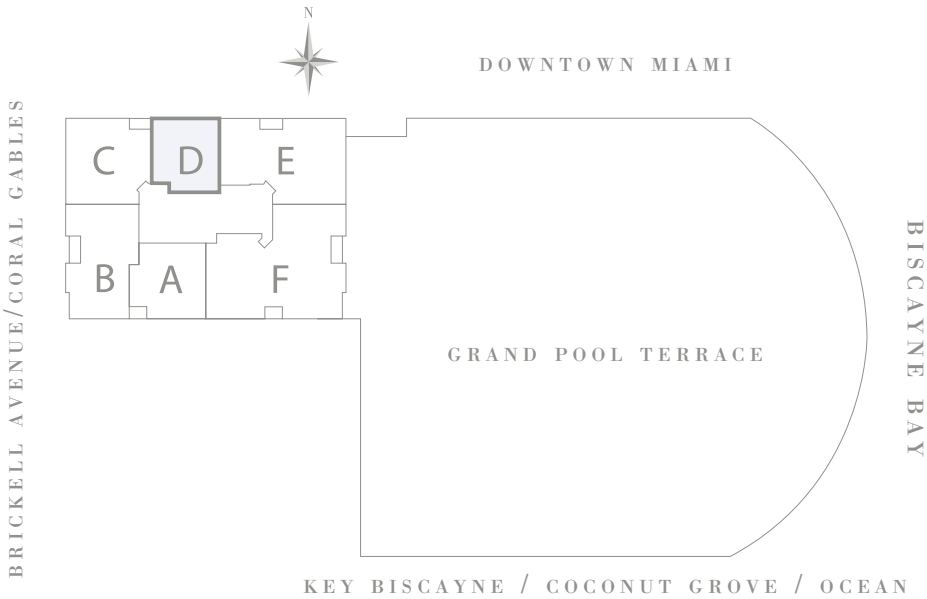 N
DOWNTOWN MIAMI
BRICKELL AVENUE/CORAL GABLES
C
D
E
B
A
F
BISCAYNE BAY
GRAND POOL TERRACE
KEY BISCAYNE / COCONUT GROVE / OCEAN